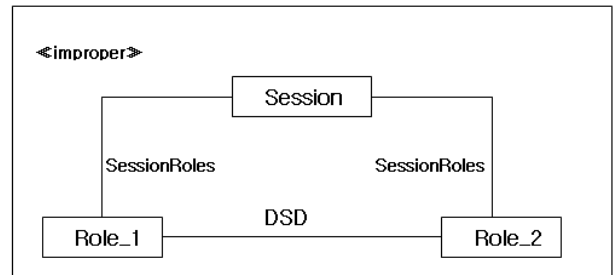 ≪improper≫
Session
SessionRoles
SessionRoles
DSD
Role_1
Role_2